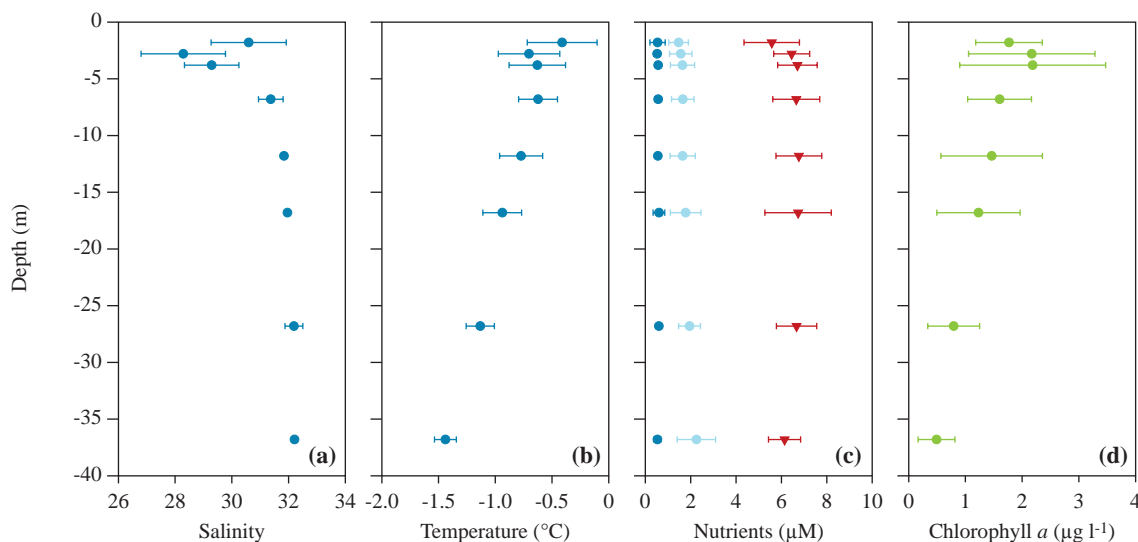 0
-5
-10
-15
-20
-25
-30
-35
-40
Depth (m)
(a) (b) (c) (d)
26 28 30 32 34 -2.0 -1.5 -1.0 -0.5 0 0 2 4 6 8 10 0 1 2 3 4
Salinity Temperature (°C) Nutrients (µM) Chlorophyll a (µg l-1)